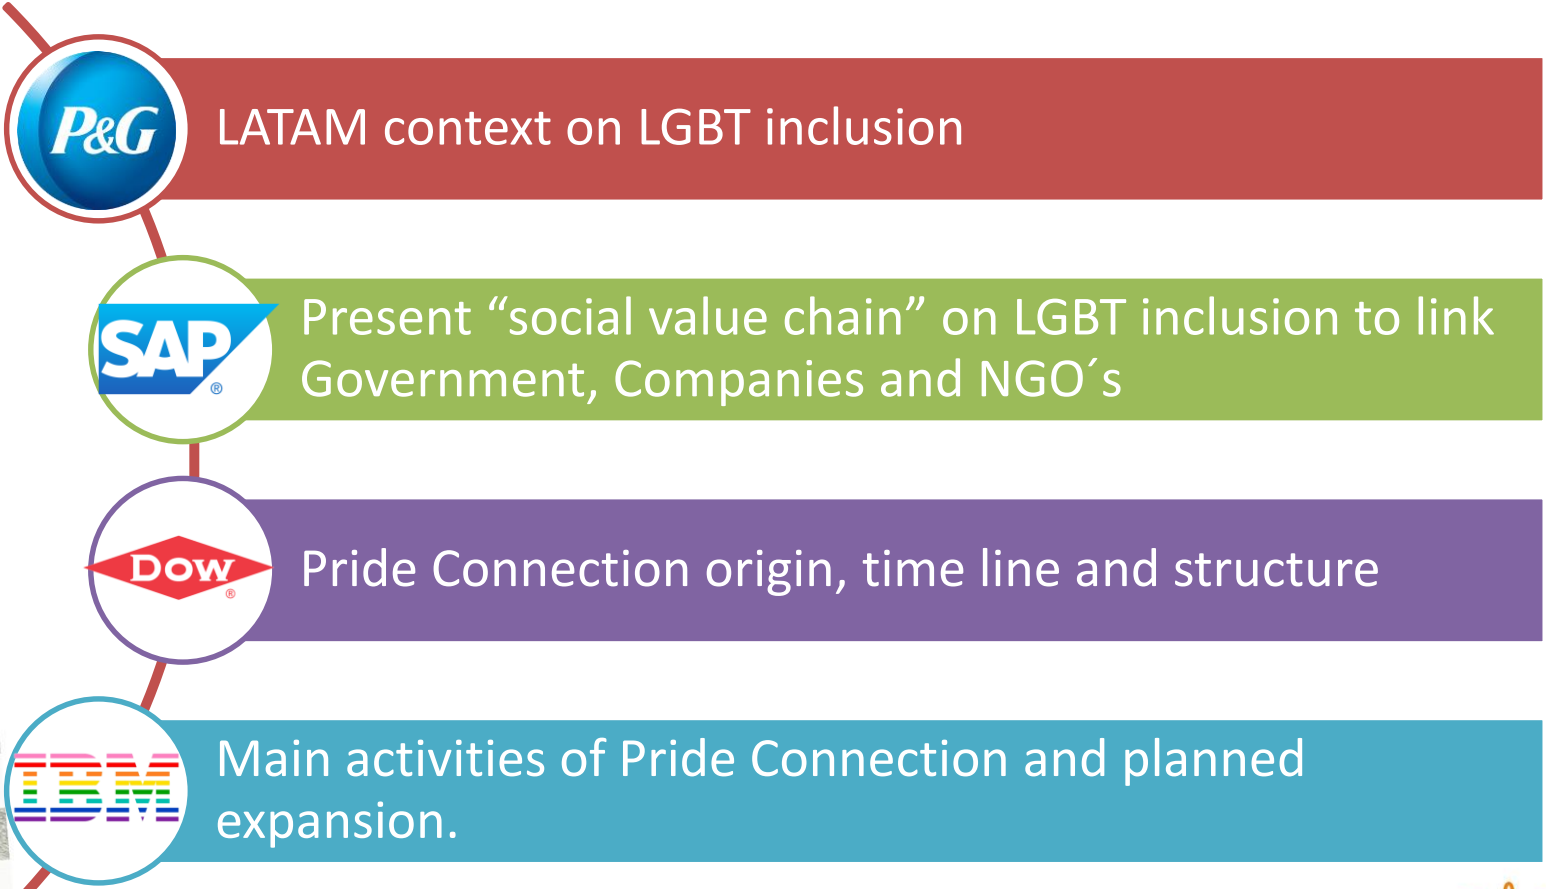 P&G
LATAM context on LGBT inclusion
SAP
®
Present “social value chain” on LGBT inclusion to link
Government, Companies and NGO´s
DOW
®
Pride Connection origin, time line and structure
IBM
Main activities of Pride Connection and planned
expansion.